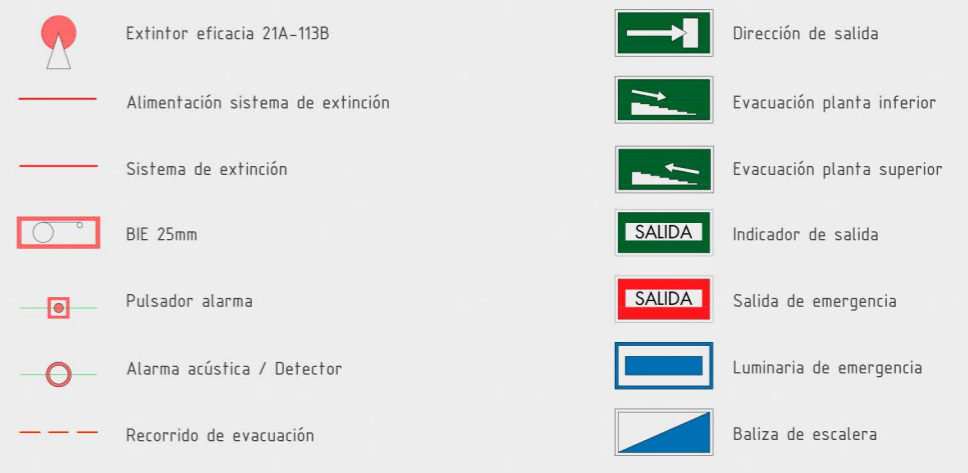 Extintor eficacia 21A-113B
Alimentación sistema de extinción
Sistema de extinción
BIE 25mm
Pulsador alarma
Alarma acústica / Detector
Recorrido de evacuación
Dirección de salida
Evacuación planta inferior
Evacuación planta superior
SALIDA Indicador de salida
SALIDA Salida de emergencia
Luminaria de emergencia
Baliza de escalera